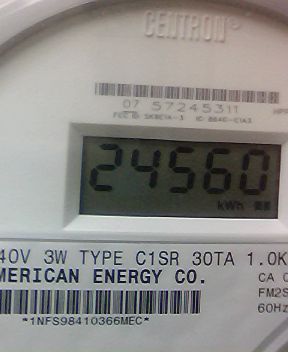 CENTRON®
07 57245311
24560
kWh
40V 3W TYPE C1SR 30TA 1.0K
MERICAN ENERGY CO.
CA
FM2S
60Hz
*1NFS98410366MEC*